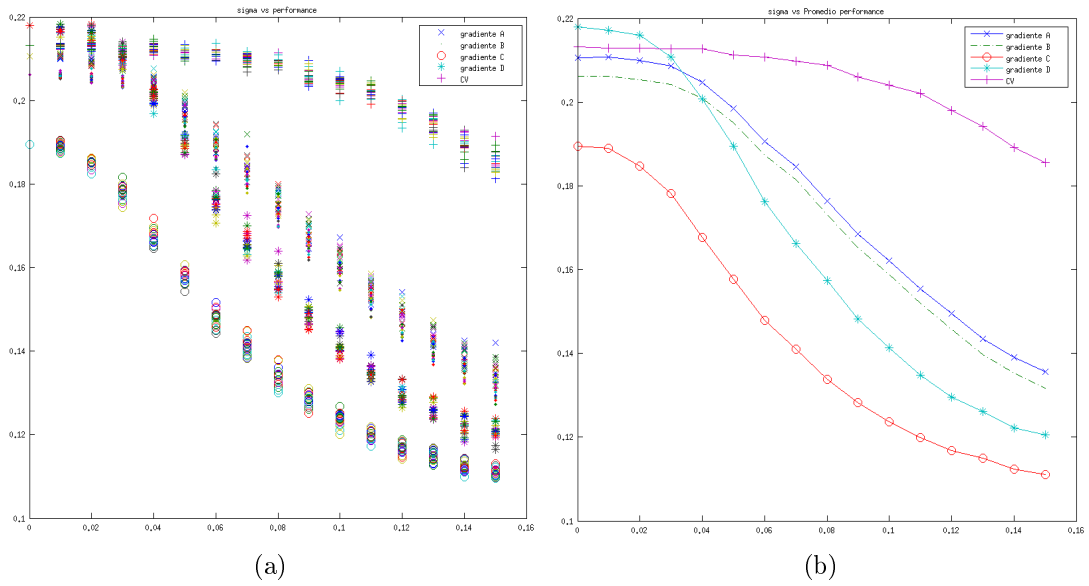 sigma vs performance
0.22
0.2
0.18
0.16
0.14
0.12
0.1
0
0.02
0.04
0.06
0.08
0.1
0.12
0.14
0.16
gradiente A
gradiente B
gradiente C
gradiente D
CV
(a)
sigma vs Promedio performance
0.22
0.2
0.18
0.16
0.14
0.12
0.1
0
0.02
0.04
0.06
0.08
0.1
0.12
0.14
0.16
gradiente A
gradiente B
gradiente C
gradiente D
CV
(b)